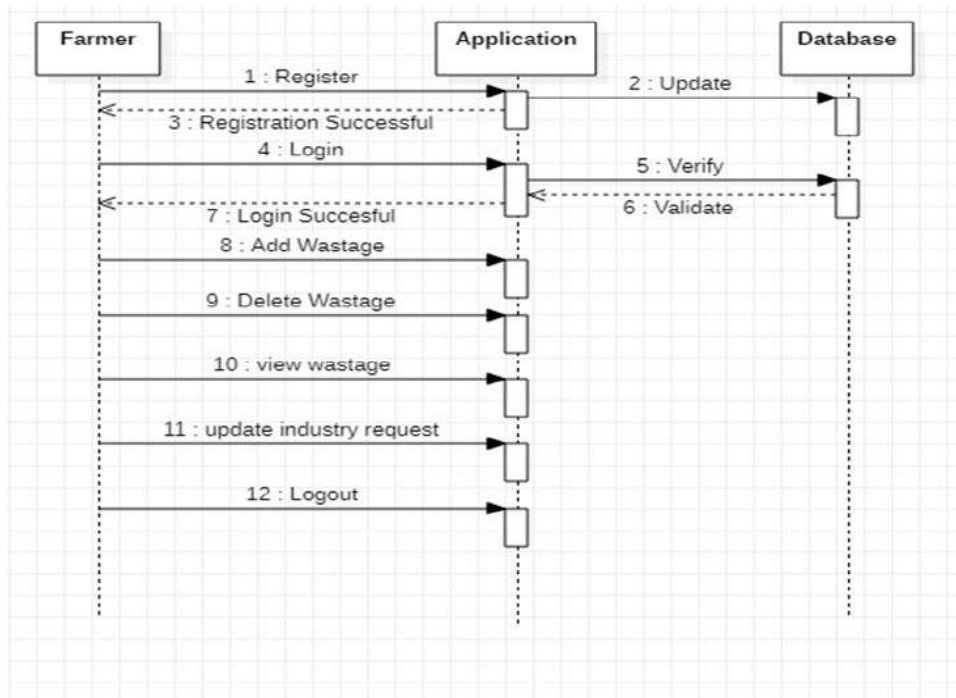 Farmer
Application
Database
1 : Register
2 : Update
3 : Registration Successful
4 : Login
5 : Verify
6 : Validate
7 : Login Succesful
8 : Add Wastage
9 : Delete Wastage
10 : view wastage
11 : update industry request
12 : Logout